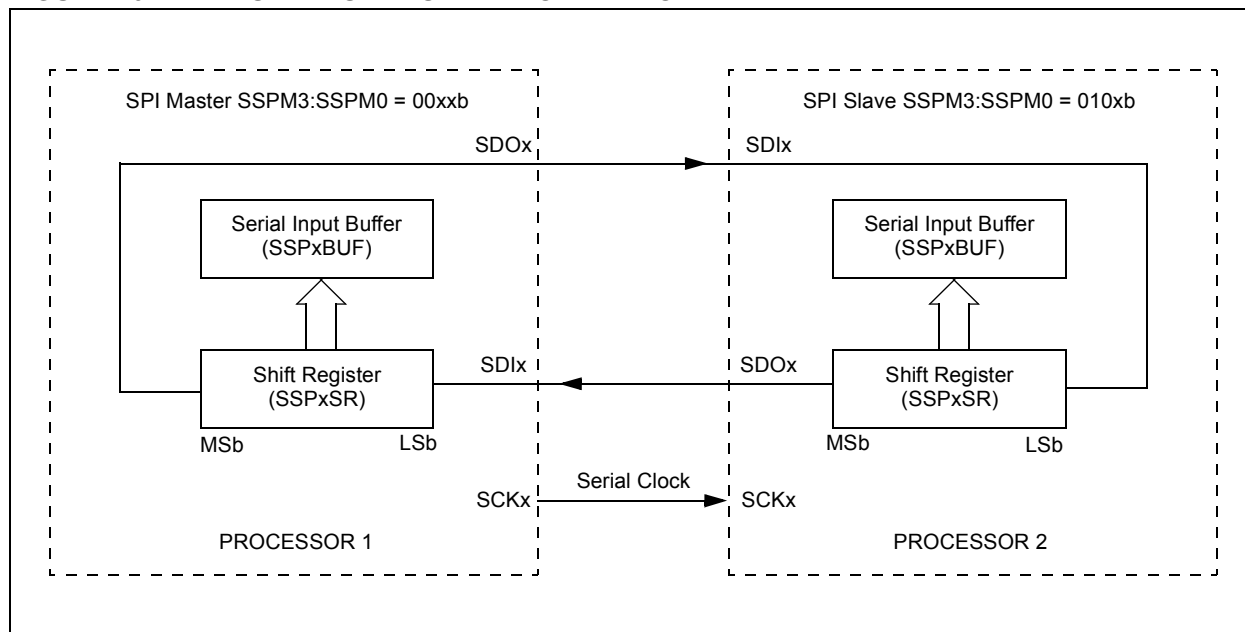 SPI Master SSPM3:SSPM0 = 00xxb
SPI Slave SSPM3:SSPM0 = 010xb
SDOx
SDIx
Serial Input Buffer
(SSPxBUF)
Serial Input Buffer
(SSPxBUF)
Shift Register
(SSPxSR)
SDIx
SDOx
Shift Register
(SSPxSR)
MSb
LSb
MSb
LSb
Serial Clock
SCKx
SCKx
PROCESSOR 1
PROCESSOR 2